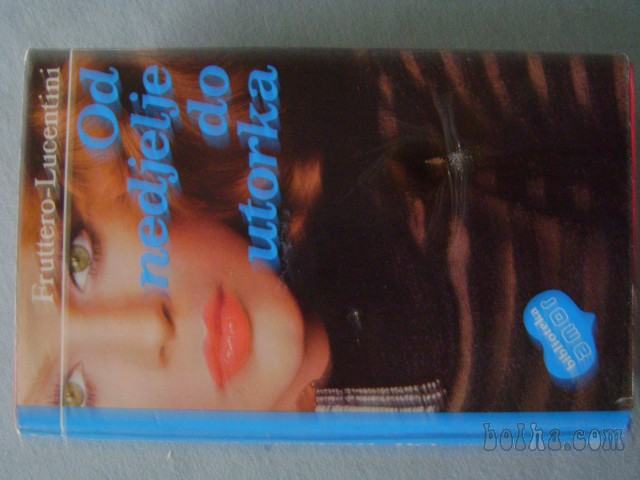 Fruttero-Lucentini
Od
nedjelje
do
utorka
biblioteka
amor
bolha.com